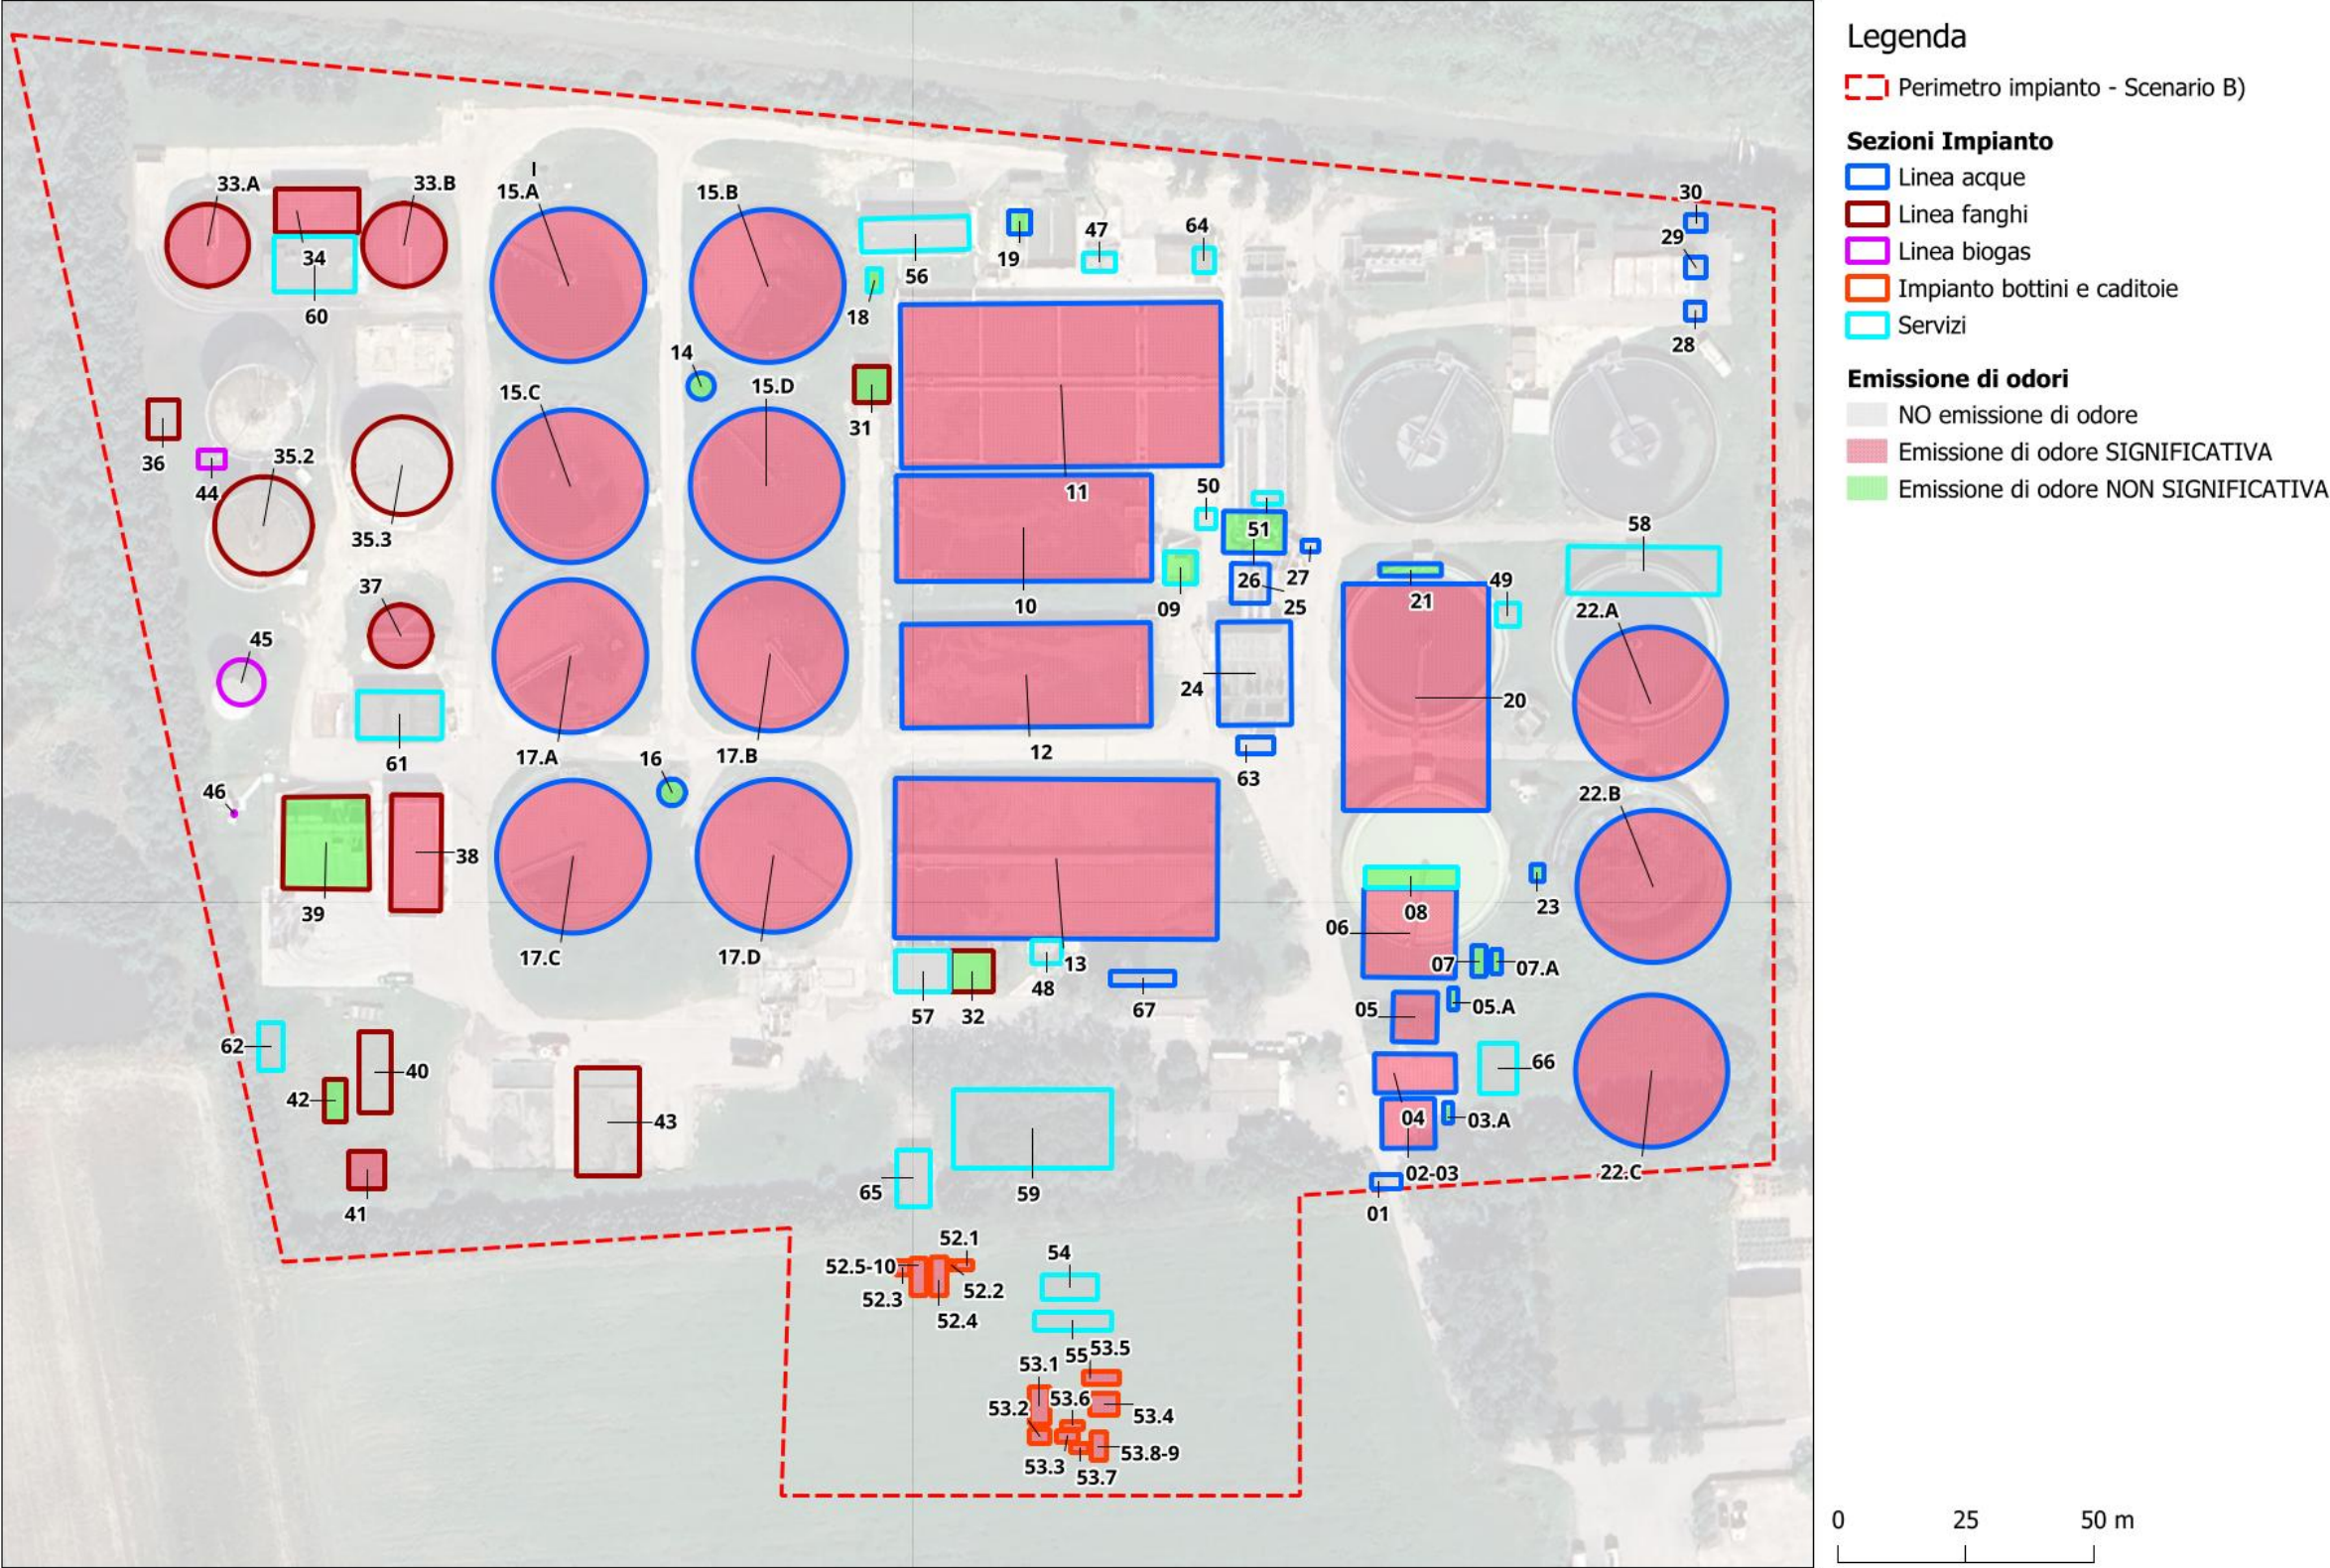 Legenda
Perimetro impianto - Scenario B)
Sezioni Impianto
Linea acque
Linea fanghi
Linea biogas
Impianto bottini e caditoie
Servizi
Emissione di odori
NO emissione di odore
Emissione di odore SIGNIFICATIVA
Emissione di odore NON SIGNIFICATIVA
0 25 50 m
33.A
33.B
15.A
15.B
30
47
64
29
19
34
56
60
18
28
14
15.C
15.D
31
36
35.2
44
50
11
58
51
35.3
37
26
27
49
10
09
25
21
22.A
45
24
20
12
17.A
16
17.B
61
63
46
22.B
38
39
08
23
06
17.C
17.D
13
07
07.A
48
05
05.A
57
32
67
62
66
40
42
43
04
03.A
02-03
22.C
65
59
41
01
52.1
54
52.5-10
52.2
52.3
52.4
53.5
55
53.1
53.6
53.2
53.4
53.8-9
53.3
53.7